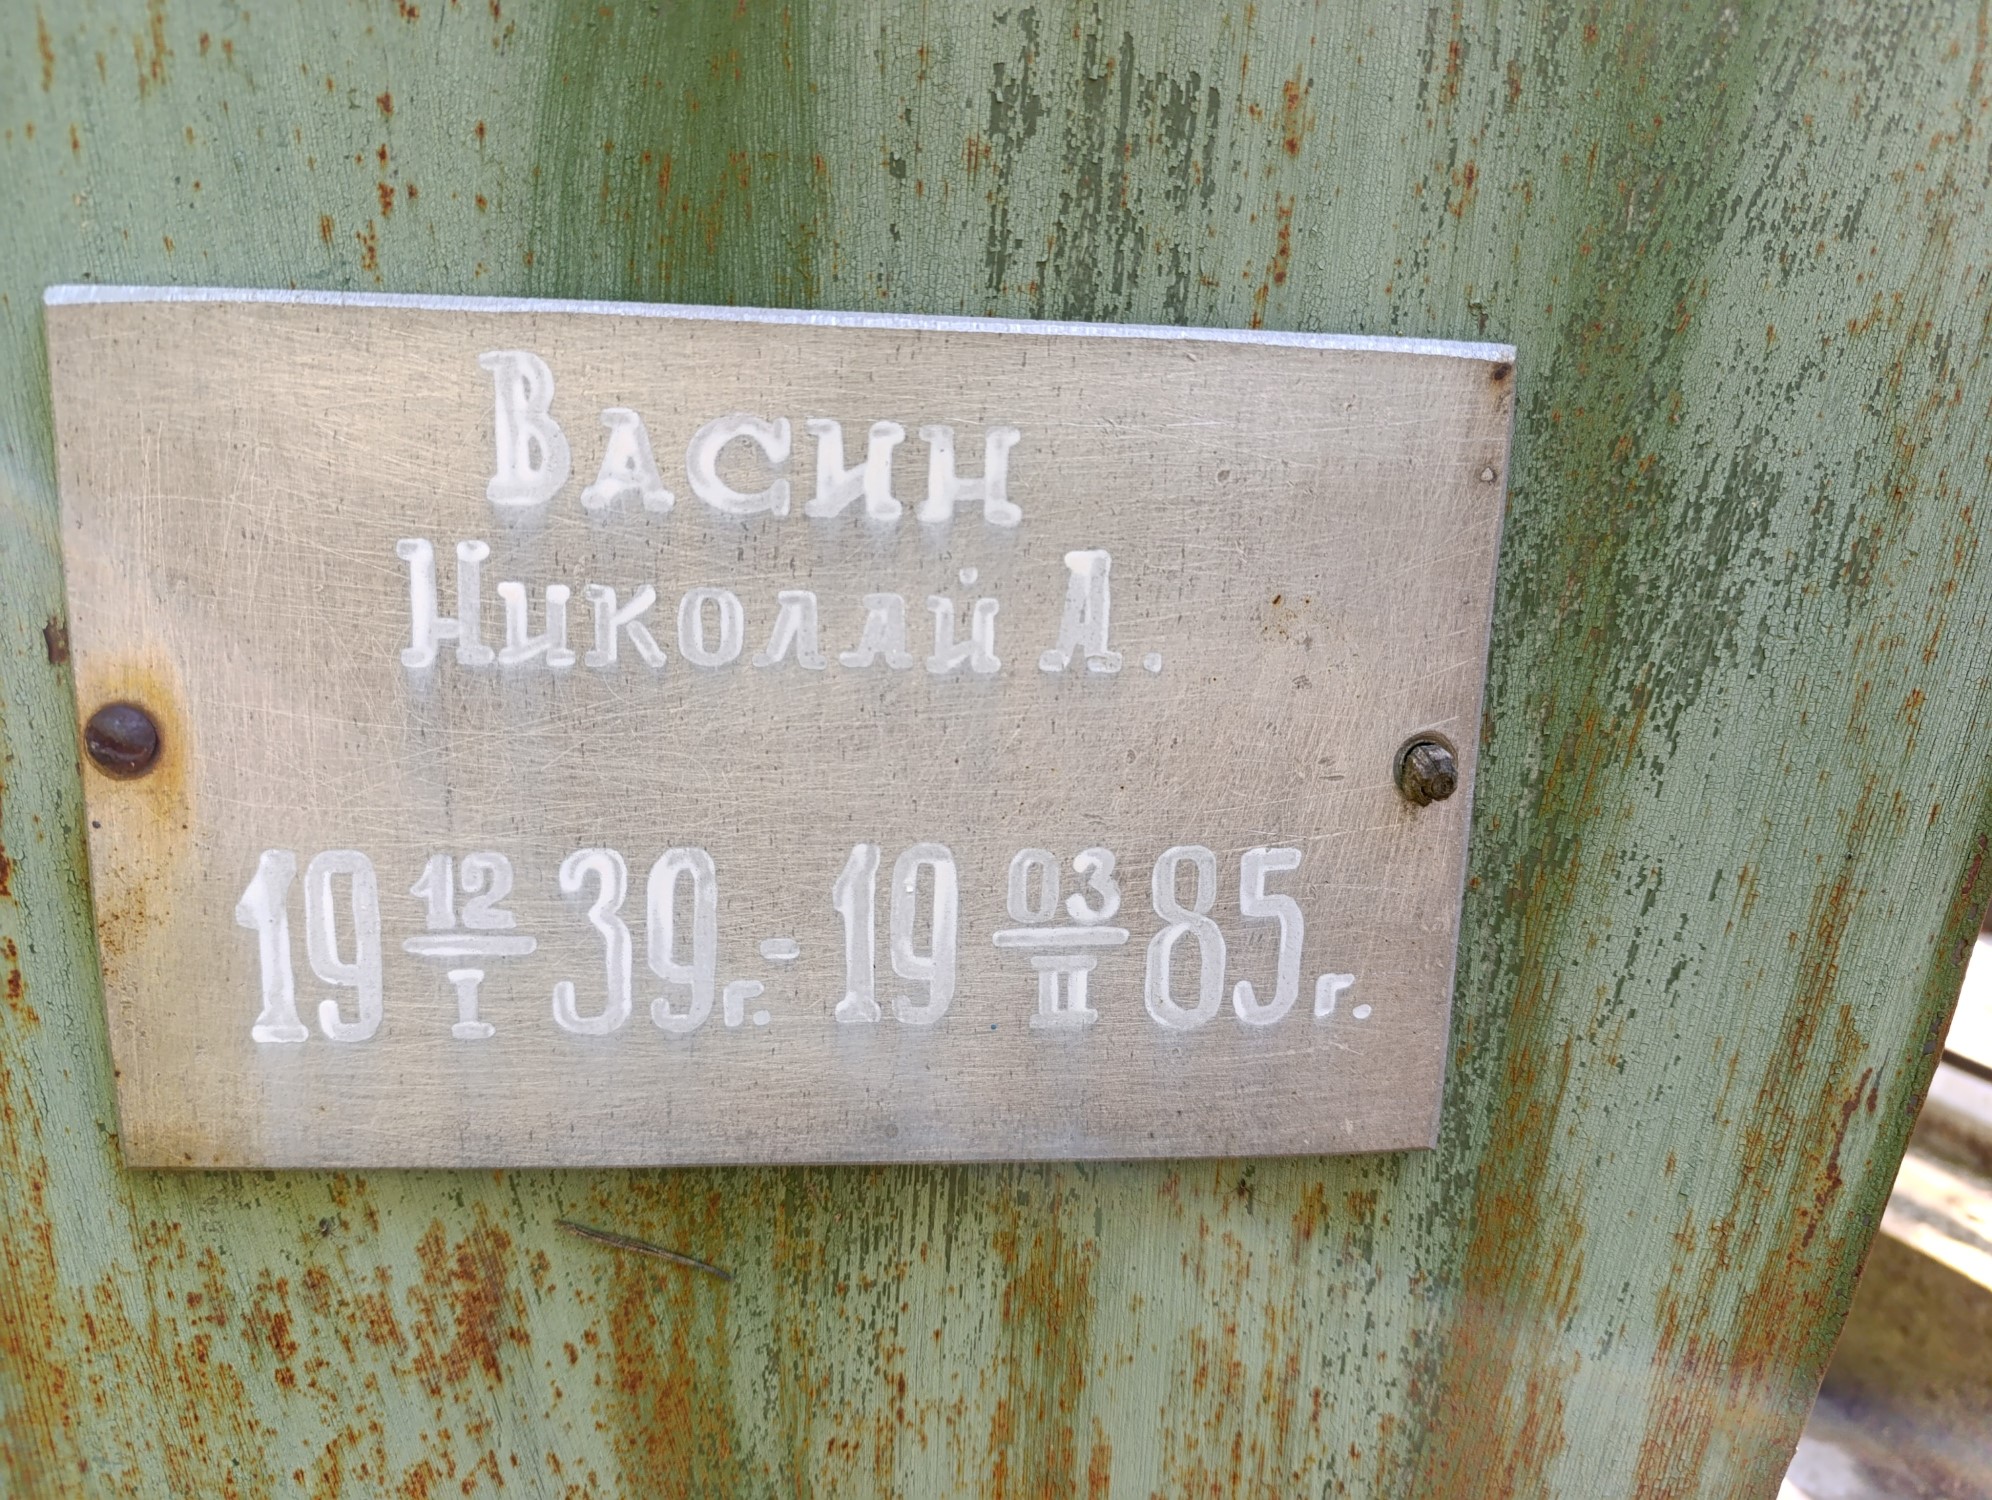 Васин
Николай А.
19 12/I 39г. - 19 03/II 85г.